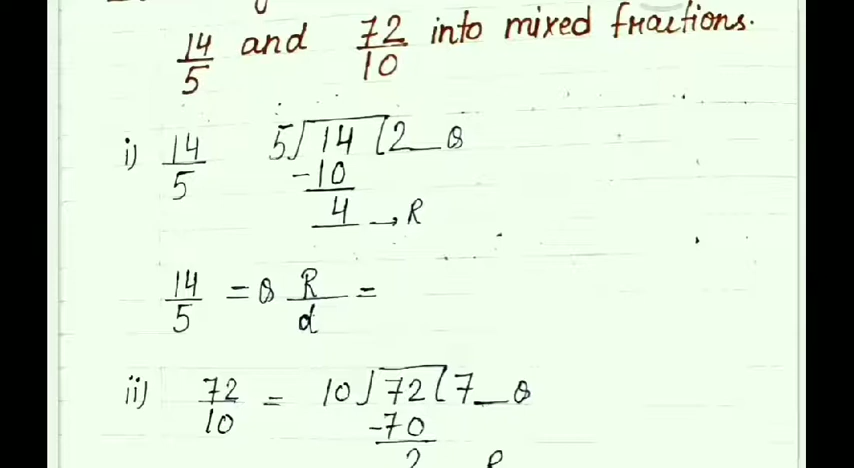 14/5 and 72/10 into mixed fractions.
i) 14/5 5 14 2 Q
-10
4 → R
14/5 = Q R/d =
ii) 72/10 = 10 72 7 Q
-70
2 R